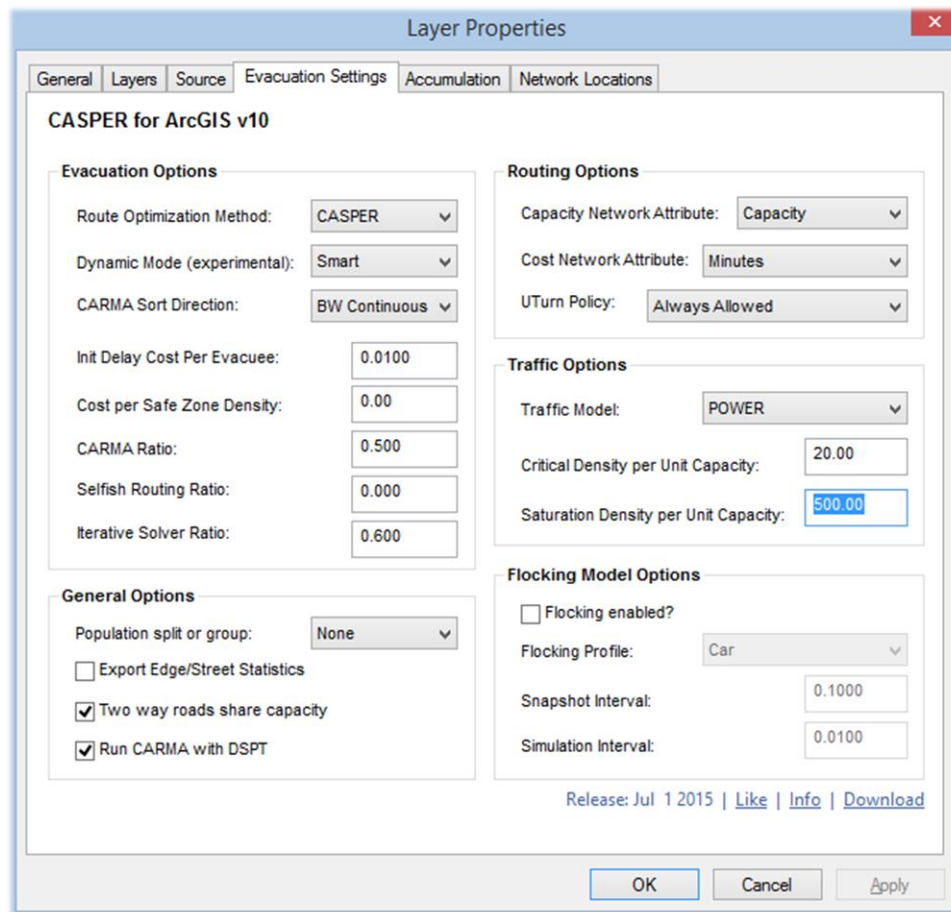 Layer Properties
General Layers Source Evacuation Settings Accumulation Network Locations
CASPER for ArcGIS v10
Evacuation Options
Route Optimization Method: CASPER
Dynamic Mode (experimental): Smart
CARMA Sort Direction: BW Continuous
Init Delay Cost Per Evacuee: 0.0100
Cost per Safe Zone Density: 0.00
CARMA Ratio: 0.500
Selfish Routing Ratio: 0.000
Iterative Solver Ratio: 0.600
General Options
Population split or group: None
Export Edge/Street Statistics
Two way roads share capacity
Run CARMA with DSPT
Routing Options
Capacity Network Attribute: Capacity
Cost Network Attribute: Minutes
UTurn Policy: Always Allowed
Traffic Options
Traffic Model: POWER
Critical Density per Unit Capacity: 20.00
Saturation Density per Unit Capacity: 500.00
Flocking Model Options
Flocking enabled?
Flocking Profile: Car
Snapshot Interval: 0.1000
Simulation Interval: 0.0100
Release: Jul 1 2015 | Like | Info | Download
OK Cancel Apply